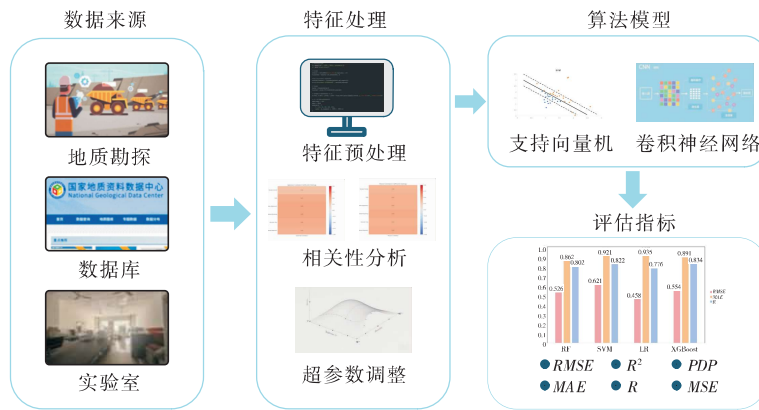 数据来源
特征处理
算法模型
地质勘探
国家地质资料数据中心
National Geological Data Center
数据库
实验室
特征预处理
相关性分析
超参数调整
支持向量机
卷积神经网络
评估指标
1.0
0.9
0.8
0.7
0.6
0.5
0.4
0.3
0.2
0.1
0
0.526
0.862
0.802
0.621
0.921
0.822
0.458
0.935
0.776
0.554
0.891
0.834
RMSE
MAE
R
RF
SVM
LR
XGBoost
RMSE
R²
PDP
MAE
R
MSE